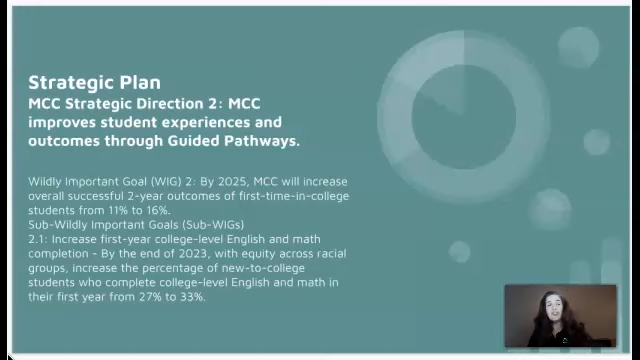 Strategic Plan
MCC Strategic Direction 2: MCC
improves student experiences and
outcomes through Guided Pathways.
Wildly Important Goal (WIG) 2: By 2025, MCC will increase
overall successful 2-year outcomes of first-time-in-college
students from 11% to 16%.
Sub-Wildly Important Goals (Sub-WIGs)
2.1: Increase first-year college-level English and math
completion - By the end of 2023, with equity across racial
groups, increase the percentage of new-to-college
students who complete college-level English and math in
their first year from 27% to 33%.